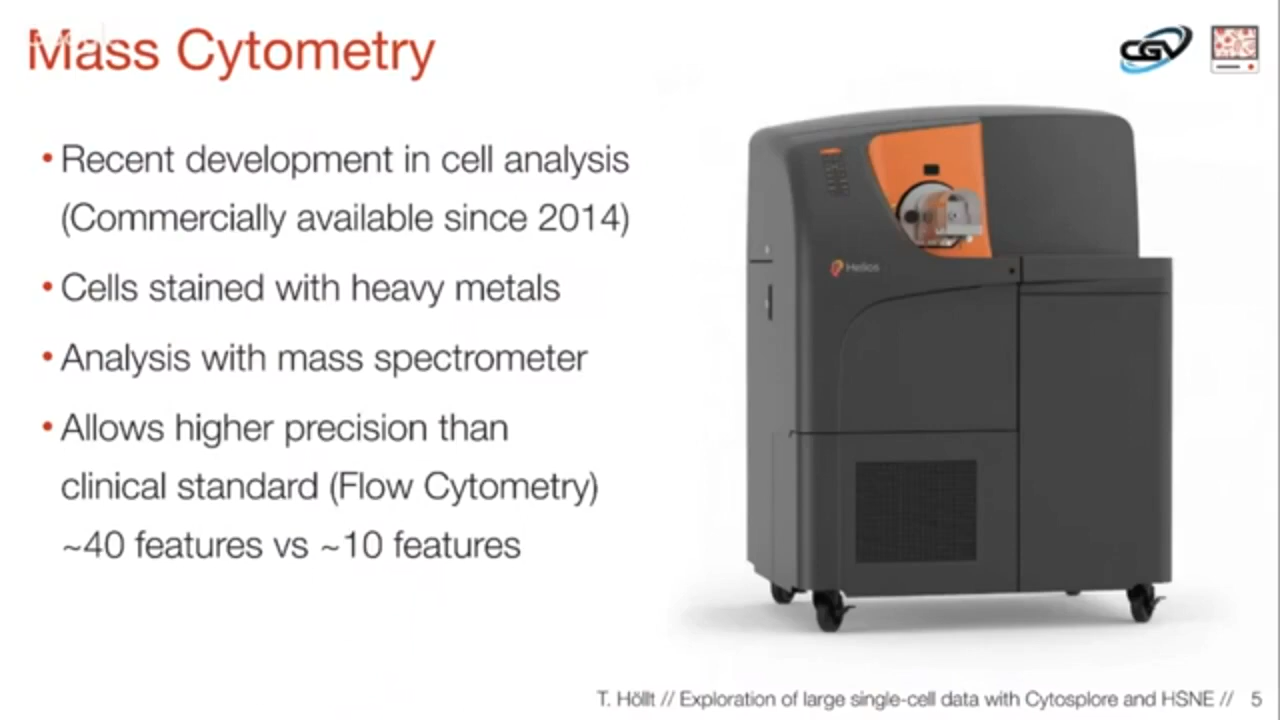 Mass Cytometry
CGV
• Recent development in cell analysis
(Commercially available since 2014)
• Cells stained with heavy metals
• Analysis with mass spectrometer
• Allows higher precision than
clinical standard (Flow Cytometry)
~40 features vs ~10 features
Helios
T. Höllt // Exploration of large single-cell data with Cytosplore and HSNE // 5